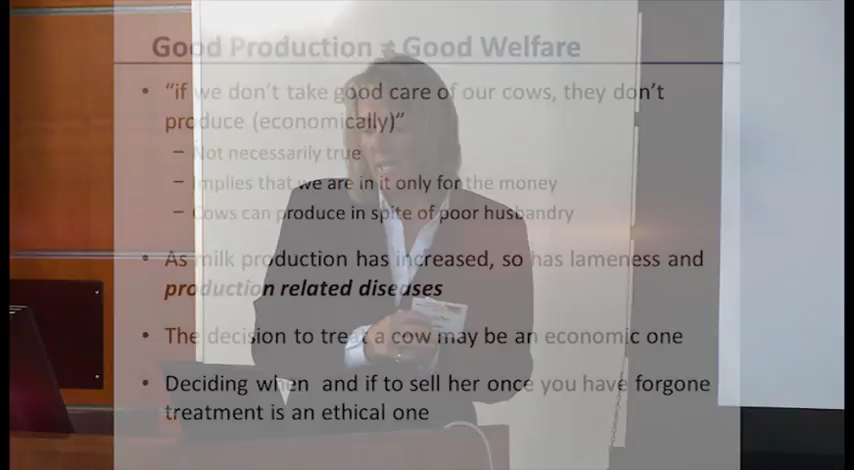 Good Production ≠ Good Welfare
• "if we don't take good care of our cows, they don't
produce (economically)"
– Not necessarily true
– Implies that we are in it only for the money
– Cows can produce in spite of poor husbandry
• As milk production has increased, so has lameness and
production related diseases
• The decision to treat a cow may be an economic one
• Deciding when and if to sell her once you have forgone
treatment is an ethical one